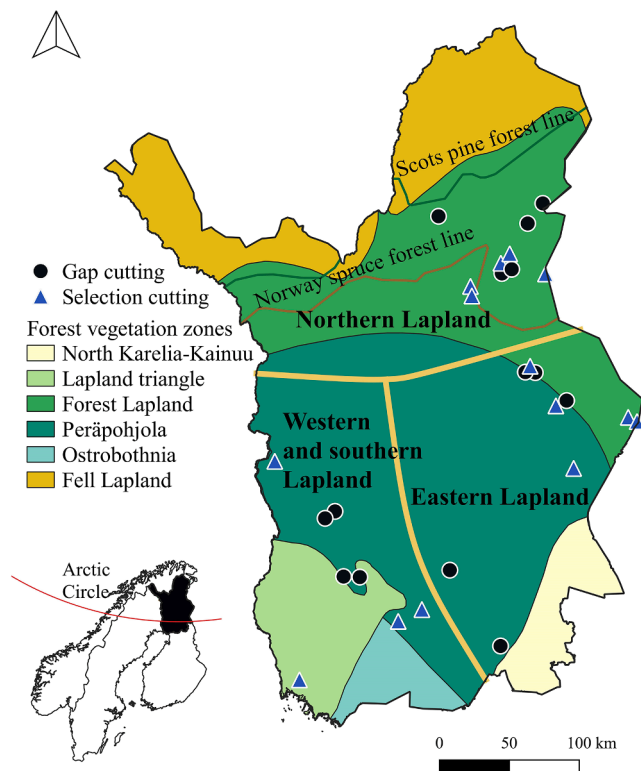 Scots pine forest line
Norway spruce forest line
Gap cutting
Selection cutting
Forest vegetation zones
North Karelia-Kainuu
Lapland triangle
Forest Lapland
Peräpohjola
Ostrobothnia
Fell Lapland
Northern Lapland
Western
and southern
Lapland
Eastern Lapland
Arctic
Circle
0 50 100 km